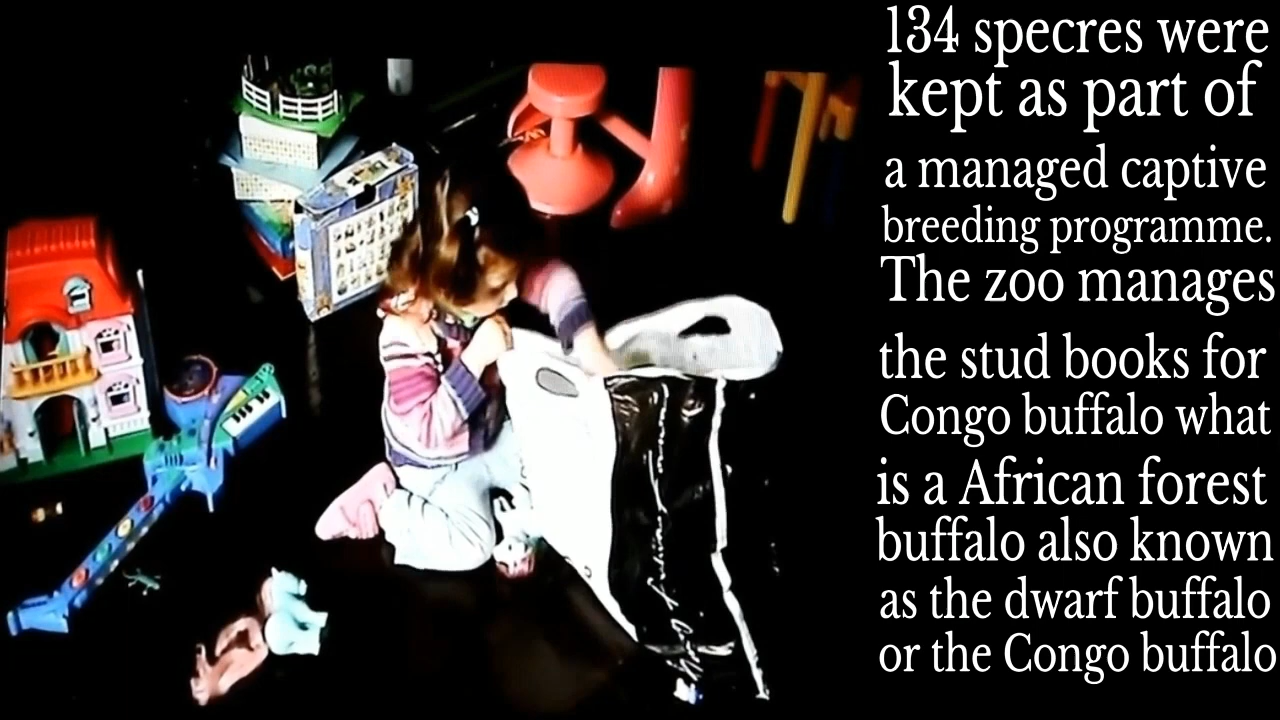 134 specres were
kept as part of
a managed captive
breeding programme.
The zoo manages
the stud books for
Congo buffalo what
is a African forest
buffalo also known
as the dwarf buffalo
or the Congo buffalo